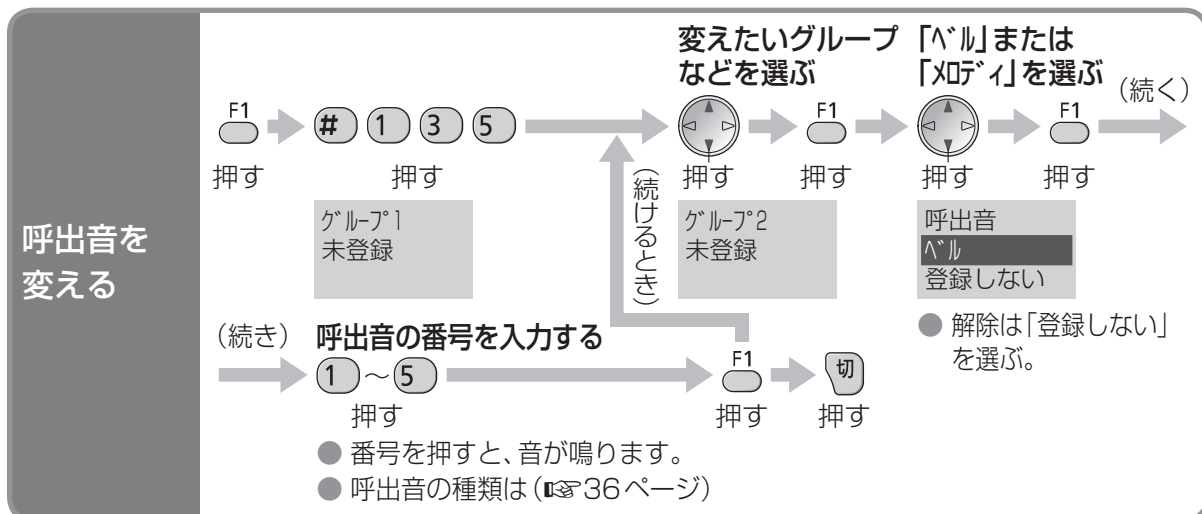 呼出音を
変える
F1
押す
# 1 3 5
押す
ｸﾞﾙｰﾌﾟ1
未登録
変えたいグループ
などを選ぶ
押す
F1
押す
ｸﾞﾙｰﾌﾟ2
未登録
「ﾍﾞﾙ」または
「ﾒﾛﾃﾞｨ」を選ぶ
押す
F1
押す
(続く)
呼出音
ﾍﾞﾙ
登録しない
● 解除は「登録しない」
を選ぶ。
(続けるとき)
(続き)
呼出音の番号を入力する
1～5
押す
F1
押す
切
押す
● 番号を押すと、音が鳴ります。
● 呼出音の種類は(☞36ページ)